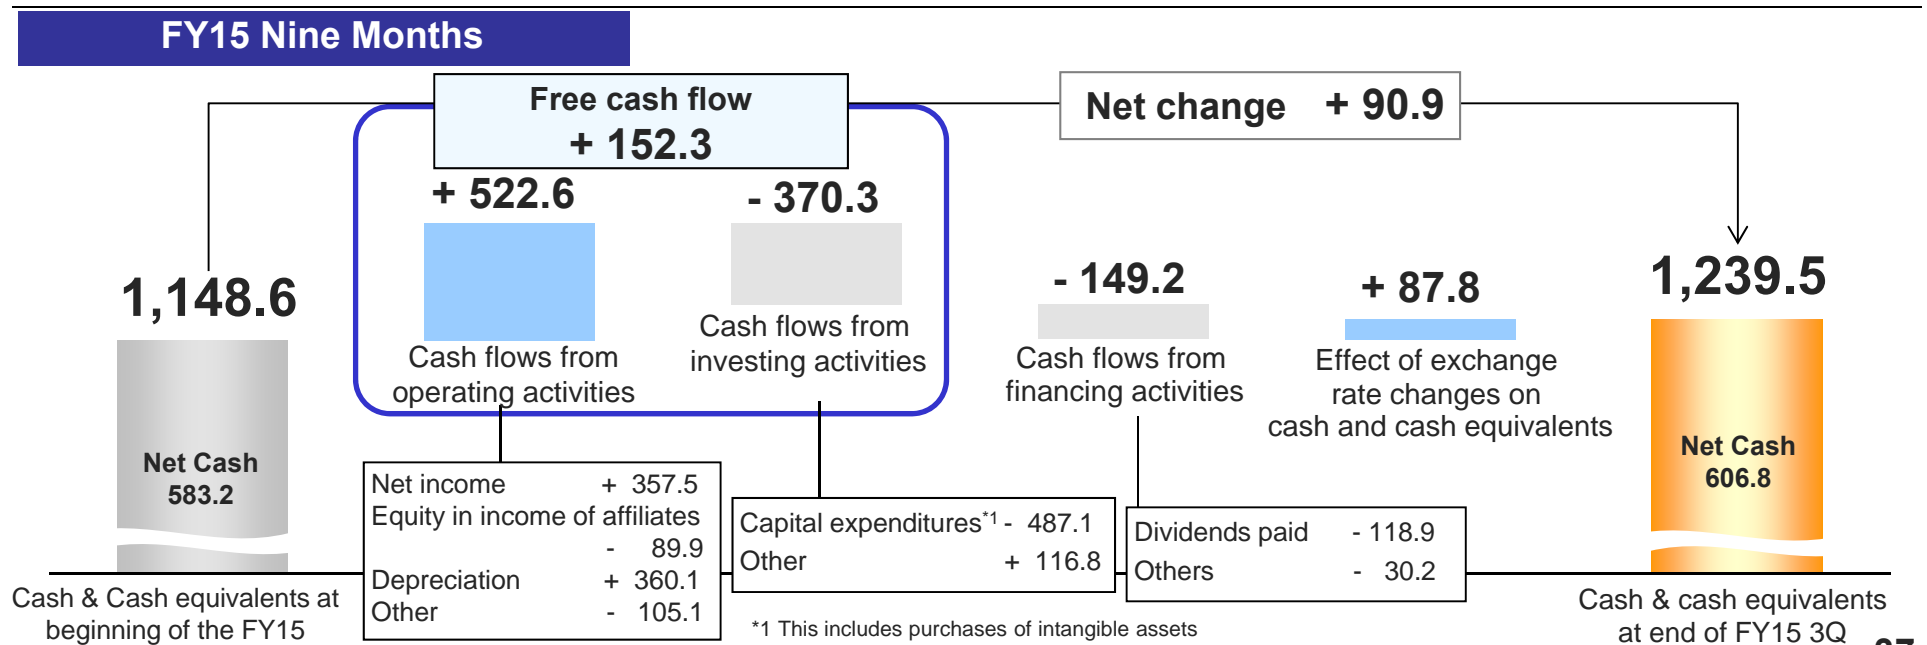 FY15 Nine Months
Free cash flow
+ 152.3
Net change + 90.9
+ 522.6
- 370.3
1,148.6
- 149.2
+ 87.8
1,239.5
Cash flows from
operating activities
Cash flows from
investing activities
Cash flows from
financing activities
Effect of exchange
rate changes on
cash and cash equivalents
Net Cash
583.2
Net Cash
606.8
Net income + 357.5
Equity in income of affiliates
- 89.9
Depreciation + 360.1
Other - 105.1
Capital expenditures*1 - 487.1
Other + 116.8
Dividends paid - 118.9
Others - 30.2
Cash & Cash equivalents at
beginning of the FY15
*1 This includes purchases of intangible assets
Cash & cash equivalents
at end of FY15 3Q